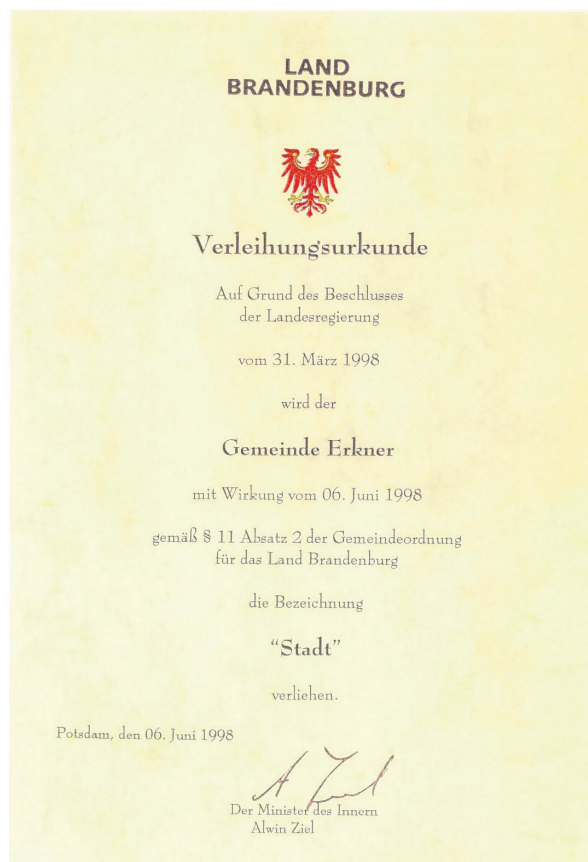 LAND
BRANDENBURG
Verleihungsurkunde
Auf Grund des Beschlusses
der Landesregierung
vom 31. März 1998
wird der
Gemeinde Erkner
mit Wirkung vom 06. Juni 1998
gemäß § 11 Absatz 2 der Gemeindeordnung
für das Land Brandenburg
die Bezeichnung
“Stadt”
verliehen.
Potsdam, den 06. Juni 1998
A Ziel
Der Minister des Innern
Alwin Ziel